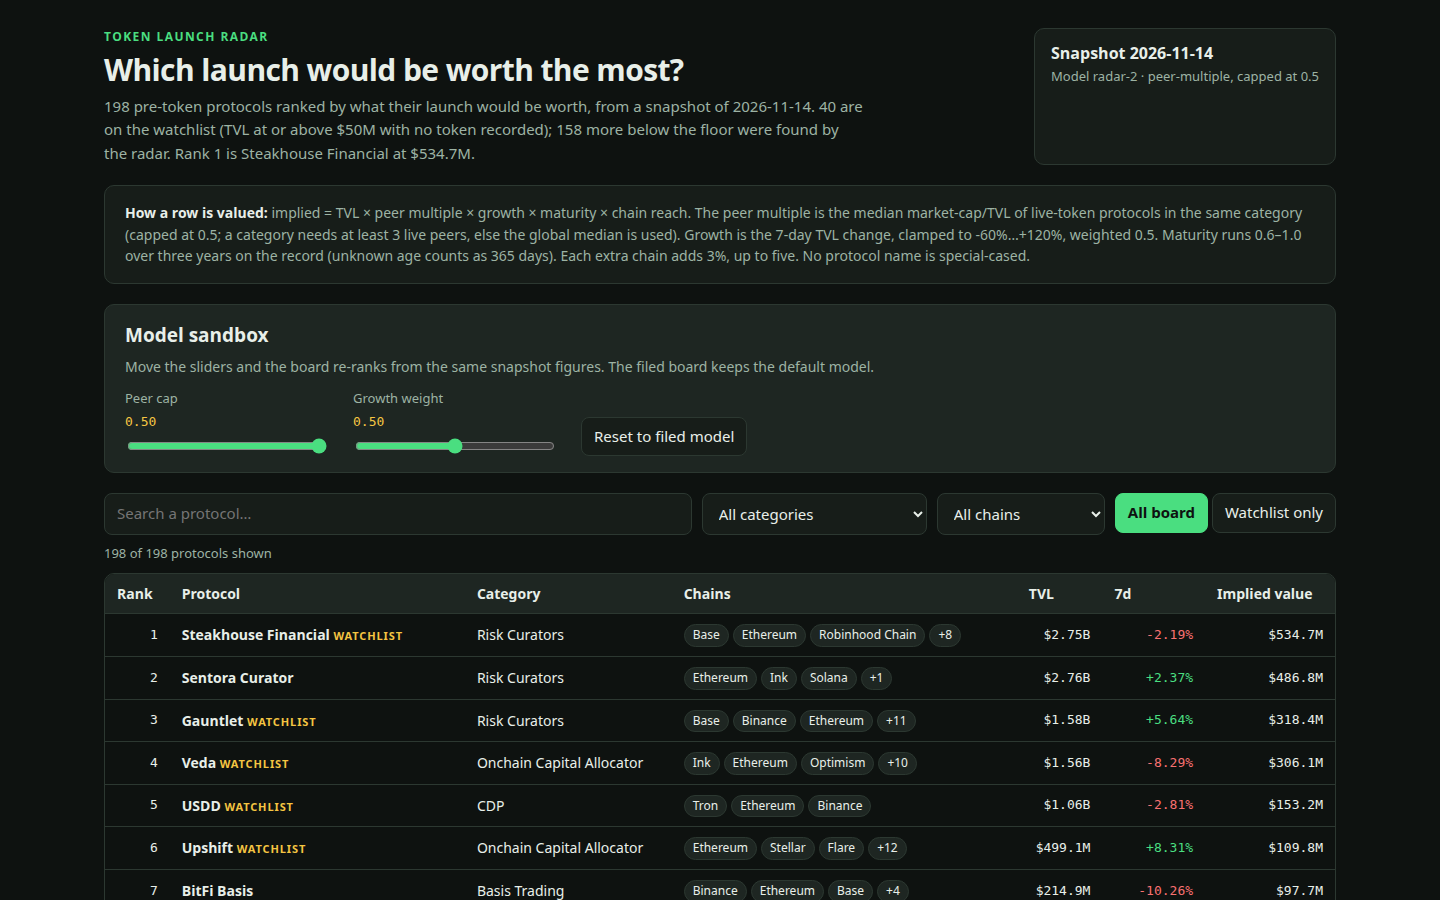 TOKEN LAUNCH RADAR
Which launch would be worth the most?
198 pre-token protocols ranked by what their launch would be worth, from a snapshot of 2026-11-14. 40 are
on the watchlist (TVL at or above $50M with no token recorded); 158 more below the floor were found by
the radar. Rank 1 is Steakhouse Financial at $534.7M.
Snapshot 2026-11-14
Model radar-2 · peer-multiple, capped at 0.5
How a row is valued: implied = TVL × peer multiple × growth × maturity × chain reach. The peer multiple is the median market-cap/TVL of live-token protocols in the same category
(capped at 0.5; a category needs at least 3 live peers, else the global median is used). Growth is the 7-day TVL change, clamped to -60%…+120%, weighted 0.5. Maturity runs 0.6–1.0
over three years on the record (unknown age counts as 365 days). Each extra chain adds 3%, up to five. No protocol name is special-cased.
Model sandbox
Move the sliders and the board re-ranks from the same snapshot figures. The filed board keeps the default model.
Peer cap Growth weight
0.50 0.50
Reset to filed model
Search a protocol… All categories All chains All board Watchlist only
198 of 198 protocols shown
Rank Protocol Category Chains TVL 7d Implied value
1 Steakhouse Financial WATCHLIST Risk Curators Base Ethereum Robinhood Chain +8 $2.75B -2.19% $534.7M
2 Sentora Curator Risk Curators Ethereum Ink Solana +1 $2.76B +2.37% $486.8M
3 Gauntlet WATCHLIST Risk Curators Base Binance Ethereum +11 $1.58B +5.64% $318.4M
4 Veda WATCHLIST Onchain Capital Allocator Ink Ethereum Optimism +10 $1.56B -8.29% $306.1M
5 USDD WATCHLIST CDP Tron Ethereum Binance $1.06B -2.81% $153.2M
6 Upshift WATCHLIST Onchain Capital Allocator Ethereum Stellar Flare +12 $499.1M +8.31% $109.8M
7 BitFi Basis Basis Trading Binance Ethereum Base +4 $214.9M -10.26% $97.7M